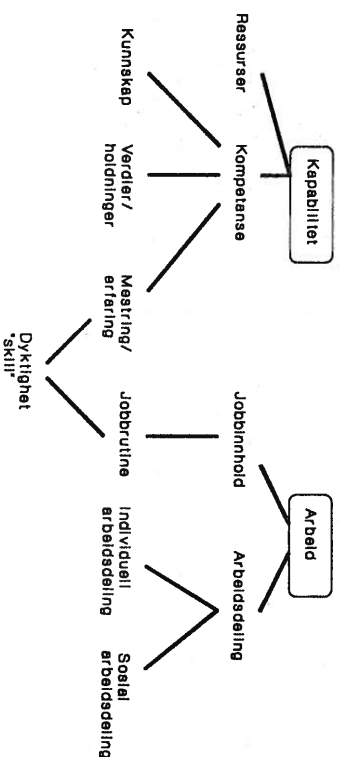 Kapabilitet
Arbeid
Ressurser
Kompetanse
Jobbinnhold
Arbeidsdeling
Kunnskap
Verdier/
holdninger
Mestring/
erfaring
Jobbrutine
Individuell
arbeidsdeling
Sosial
arbeidsdeling
Dyktighet
"skill"